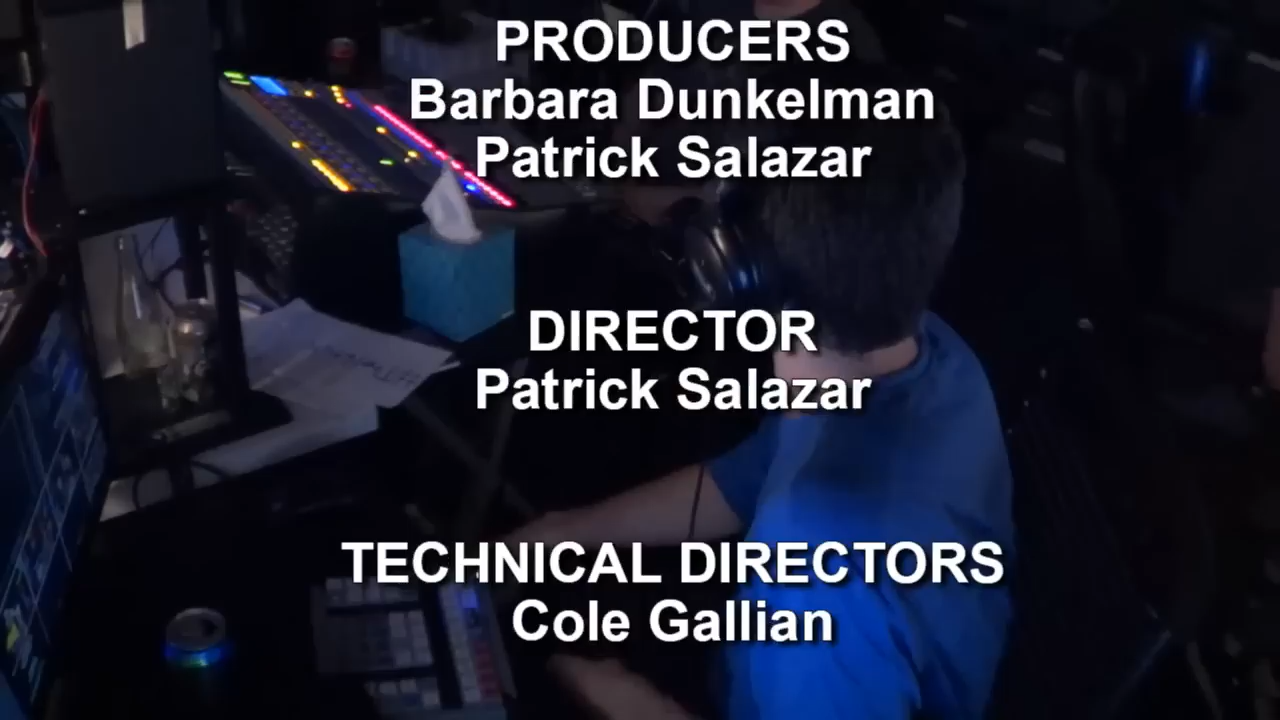 PRODUCERS
Barbara Dunkelman
Patrick Salazar
DIRECTOR
Patrick Salazar
TECHNICAL DIRECTORS
Cole Gallian